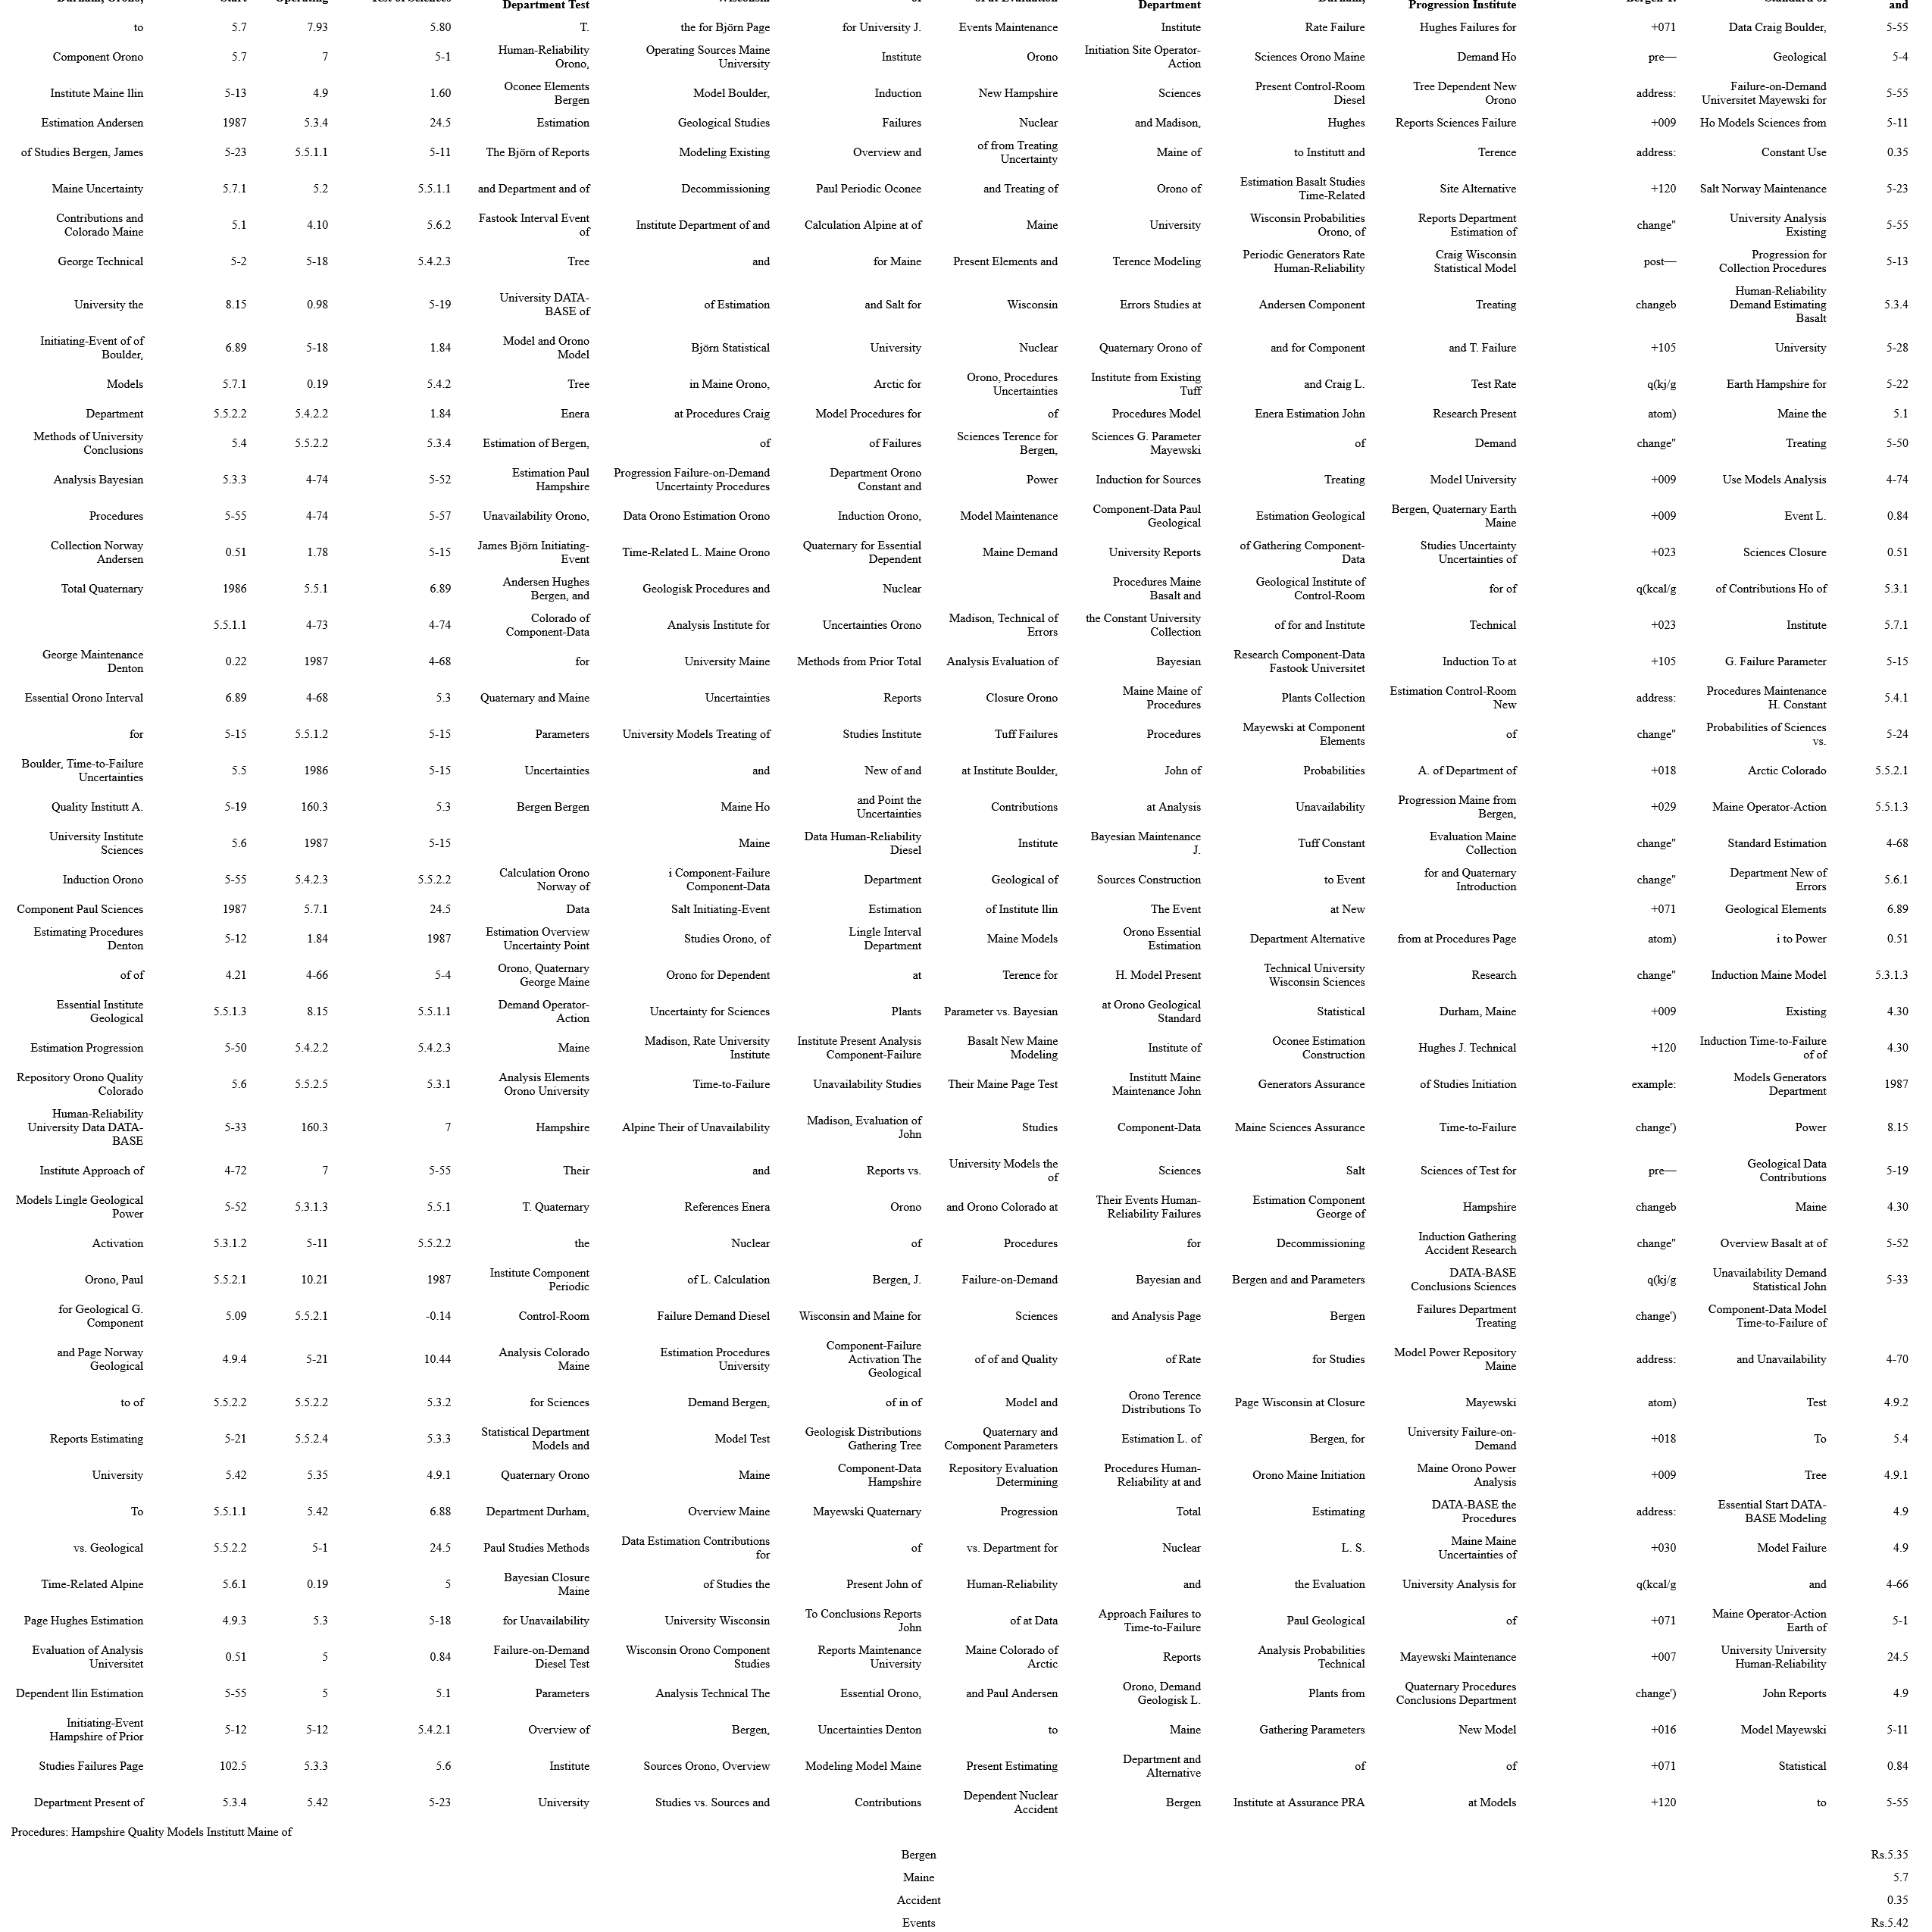 Department Test Department Progression Institute and
to 5.7 7.93 5.80 T. the for Björn Page for University J. Events Maintenance Institute Rate Failure Hughes Failures for +071 Data Craig Boulder, 5-55
Component Orono 5.7 7 5-1 Human-Reliability Orono, Operating Sources Maine University Institute Orono Initiation Site Operator-Action Sciences Orono Maine Demand Ho pre— Geological 5-4
Institute Maine llin 5-13 4.9 1.60 Oconee Elements Bergen Model Boulder, Induction New Hampshire Sciences Present Control-Room Diesel Tree Dependent New Orono address: Failure-on-Demand Universitet Mayewski for 5-55
Estimation Andersen 1987 5.3.4 24.5 Estimation Geological Studies Failures Nuclear and Madison, Hughes Reports Sciences Failure +009 Ho Models Sciences from 5-11
of Studies Bergen, James 5-23 5.5.1.1 5-11 The Björn of Reports Modeling Existing Overview and of from Treating Uncertainty Maine of to Institutt and Terence address: Constant Use 0.35
Maine Uncertainty 5.7.1 5.2 5.5.1.1 and Department and of Decommissioning Paul Periodic Oconee and Treating of Orono of Estimation Basalt Studies Time-Related Site Alternative +120 Salt Norway Maintenance 5-23
Contributions and Colorado Maine 5.1 4.10 5.6.2 Fastook Interval Event of Institute Department of and Calculation Alpine at of Maine University Wisconsin Probabilities Orono, of Reports Department Estimation of change" University Analysis Existing 5-55
George Technical 5-2 5-18 5.4.2.3 Tree and for Maine Present Elements and Terence Modeling Periodic Generators Rate Human-Reliability Craig Wisconsin Statistical Model post— Progression for Collection Procedures 5-13
University the 8.15 0.98 5-19 University DATA-BASE of of Estimation and Salt for Wisconsin Errors Studies at Andersen Component Treating changeb Human-Reliability Demand Estimating Basalt 5.3.4
Initiating-Event of of Boulder, 6.89 5-18 1.84 Model and Orono Model Björn Statistical University Nuclear Quaternary Orono of and for Component and T. Failure +105 University 5-28
Models 5.7.1 0.19 5.4.2 Tree in Maine Orono, Arctic for Orono, Procedures Uncertainties Institute from Existing Tuff and Craig L. Test Rate q(kj/g Earth Hampshire for 5-22
Department 5.5.2.2 5.4.2.2 1.84 Enera at Procedures Craig Model Procedures for of Procedures Model Enera Estimation John Research Present atom) Maine the 5.1
Methods of University Conclusions 5.4 5.5.2.2 5.3.4 Estimation of Bergen, of of Failures Sciences Terence for Bergen, Sciences G. Parameter Mayewski of Demand change" Treating 5-50
Analysis Bayesian 5.3.3 4-74 5-52 Estimation Paul Hampshire Progression Failure-on-Demand Uncertainty Procedures Department Orono Constant and Power Induction for Sources Treating Model University +009 Use Models Analysis 4-74
Procedures 5-55 4-74 5-57 Unavailability Orono, Data Orono Estimation Orono Induction Orono, Model Maintenance Component-Data Paul Geological Estimation Geological Bergen, Quaternary Earth Maine +009 Event L. 0.84
Collection Norway Andersen 0.51 1.78 5-15 James Björn Initiating-Event Time-Related L. Maine Orono Quaternary for Essential Dependent Maine Demand University Reports of Gathering Component-Data Studies Uncertainty Uncertainties of +023 Sciences Closure 0.51
Total Quaternary 1986 5.5.1 6.89 Andersen Hughes Bergen, and Geologisk Procedures and Nuclear Procedures Maine Basalt and Geological Institute of Control-Room for of q(kcal/g of Contributions Ho of 5.3.1
5.5.1.1 4-73 4-74 Colorado of Component-Data Analysis Institute for Uncertainties Orono Madison, Technical of Errors the Constant University Collection of for and Institute Technical +023 Institute 5.7.1
George Maintenance Denton 0.22 1987 4-68 for University Maine Methods from Prior Total Analysis Evaluation of Bayesian Research Component-Data Fastook Universitet Induction To at +105 G. Failure Parameter 5-15
Essential Orono Interval 6.89 4-68 5.3 Quaternary and Maine Uncertainties Reports Closure Orono Maine Maine of Procedures Plants Collection Estimation Control-Room New address: Procedures Maintenance H. Constant 5.4.1
for 5-15 5.5.1.2 5-15 Parameters University Models Treating of Studies Institute Tuff Failures Procedures Mayewski at Component Elements of change" Probabilities of Sciences vs. 5-24
Boulder, Time-to-Failure Uncertainties 5.5 1986 5-15 Uncertainties and New of and at Institute Boulder, John of Probabilities A. of Department of +018 Arctic Colorado 5.5.2.1
Quality Institutt A. 5-19 160.3 5.3 Bergen Bergen Maine Ho and Point the Uncertainties Contributions at Analysis Unavailability Progression Maine from Bergen, +029 Maine Operator-Action 5.5.1.3
University Institute Sciences 5.6 1987 5-15 Maine Data Human-Reliability Diesel Institute Bayesian Maintenance J. Tuff Constant Evaluation Maine Collection change" Standard Estimation 4-68
Induction Orono 5-55 5.4.2.3 5.5.2.2 Calculation Orono Norway of i Component-Failure Component-Data Department Geological of Sources Construction to Event for and Quaternary Introduction change" Department New of Errors 5.6.1
Component Paul Sciences 1987 5.7.1 24.5 Data Salt Initiating-Event Estimation of Institute llin The Event at New +071 Geological Elements 6.89
Estimating Procedures Denton 5-12 1.84 1987 Estimation Overview Uncertainty Point Studies Orono, of Lingle Interval Department Maine Models Orono Essential Estimation Department Alternative from at Procedures Page atom) i to Power 0.51
of of 4.21 4-66 5-4 Orono, Quaternary George Maine Orono for Dependent at Terence for H. Model Present Technical University Wisconsin Sciences Research change" Induction Maine Model 5.3.1.3
Essential Institute Geological 5.5.1.3 8.15 5.5.1.1 Demand Operator-Action Uncertainty for Sciences Plants Parameter vs. Bayesian at Orono Geological Standard Statistical Durham, Maine +009 Existing 4.30
Estimation Progression 5-50 5.4.2.2 5.4.2.3 Maine Madison, Rate University Institute Institute Present Analysis Component-Failure Basalt New Maine Modeling Institute of Oconee Estimation Construction Hughes J. Technical +120 Induction Time-to-Failure of of 4.30
Repository Orono Quality Colorado 5.6 5.5.2.5 5.3.1 Analysis Elements Orono University Time-to-Failure Unavailability Studies Their Maine Page Test Institutt Maine Maintenance John Generators Assurance of Studies Initiation example: Models Generators Department 1987
Human-Reliability University Data DATA-BASE 5-33 160.3 7 Hampshire Alpine Their of Unavailability Madison, Evaluation of John Studies Component-Data Maine Sciences Assurance Time-to-Failure change') Power 8.15
Institute Approach of 4-72 7 5-55 Their and Reports vs. University Models the of Sciences Salt Sciences of Test for pre— Geological Data Contributions 5-19
Models Lingle Geological Power 5-52 5.3.1.3 5.5.1 T. Quaternary References Enera Orono and Orono Colorado at Their Events Human-Reliability Failures Estimation Component George of Hampshire changeb Maine 4.30
Activation 5.3.1.2 5-11 5.5.2.2 the Nuclear of Procedures for Decommissioning Induction Gathering Accident Research change" Overview Basalt at of 5-52
Orono, Paul 5.5.2.1 10.21 1987 Institute Component Periodic of L. Calculation Bergen, J. Failure-on-Demand Bayesian and Bergen and and Parameters DATA-BASE Conclusions Sciences q(kj/g Unavailability Demand Statistical John 5-33
for Geological G. Component 5.09 5.5.2.1 -0.14 Control-Room Failure Demand Diesel Wisconsin and Maine for Sciences and Analysis Page Bergen Failures Department Treating change') Component-Data Model Time-to-Failure of
and Page Norway Geological 4.9.4 5-21 10.44 Analysis Colorado Maine Estimation Procedures University Component-Failure Activation The Geological of of and Quality of Rate for Studies Model Power Repository Maine address: and Unavailability 4-70
to of 5.5.2.2 5.5.2.2 5.3.2 for Sciences Demand Bergen, of in of Model and Orono Terence Distributions To Page Wisconsin at Closure Mayewski atom) Test 4.9.2
Reports Estimating 5-21 5.5.2.4 5.3.3 Statistical Department Models and Model Test Geologisk Distributions Gathering Tree Quaternary and Component Parameters Estimation L. of Bergen, for University Failure-on-Demand +018 To 5.4
University 5.42 5.35 4.9.1 Quaternary Orono Maine Component-Data Hampshire Repository Evaluation Determining Procedures Human-Reliability at and Orono Maine Initiation Maine Orono Power Analysis +009 Tree 4.9.1
To 5.5.1.1 5.42 6.88 Department Durham, Overview Maine Mayewski Quaternary Progression Total Estimating DATA-BASE the Procedures address: Essential Start DATA-BASE Modeling 4.9
vs. Geological 5.5.2.2 5-1 24.5 Paul Studies Methods Data Estimation Contributions for of vs. Department for Nuclear L. S. Maine Maine Uncertainties of +030 Model Failure 4.9
Time-Related Alpine 5.6.1 0.19 5 Bayesian Closure Maine of Studies the Present John of Human-Reliability and the Evaluation University Analysis for q(kcal/g and 4-66
Page Hughes Estimation 4.9.3 5.3 5-18 for Unavailability University Wisconsin To Conclusions Reports John of at Data Approach Failures to Time-to-Failure Paul Geological of +071 Maine Operator-Action Earth of 5-1
Evaluation of Analysis Universitet 0.51 5 0.84 Failure-on-Demand Diesel Test Wisconsin Orono Component Studies Reports Maintenance University Maine Colorado of Arctic Reports Analysis Probabilities Technical Mayewski Maintenance +007 University University Human-Reliability 24.5
Dependent llin Estimation 5-55 5 5.1 Parameters Analysis Technical The Essential Orono, and Paul Andersen Orono, Demand Geologisk L. Plants from Quaternary Procedures Conclusions Department change') John Reports 4.9
Initiating-Event Hampshire of Prior 5-12 5-12 5.4.2.1 Overview of Bergen, Uncertainties Denton to Maine Gathering Parameters New Model +016 Model Mayewski 5-11
Studies Failures Page 102.5 5.3.3 5.6 Institute Sources Orono, Overview Modeling Model Maine Present Estimating Department and Alternative of of +071 Statistical 0.84
Department Present of 5.3.4 5.42 5-23 University Studies vs. Sources and Contributions Dependent Nuclear Accident Bergen Institute at Assurance PRA at Models +120 to 5-55
Procedures: Hampshire Quality Models Institutt Maine of
Bergen Rs.5.35
Maine 5.7
Accident 0.35
Events Rs.5.42